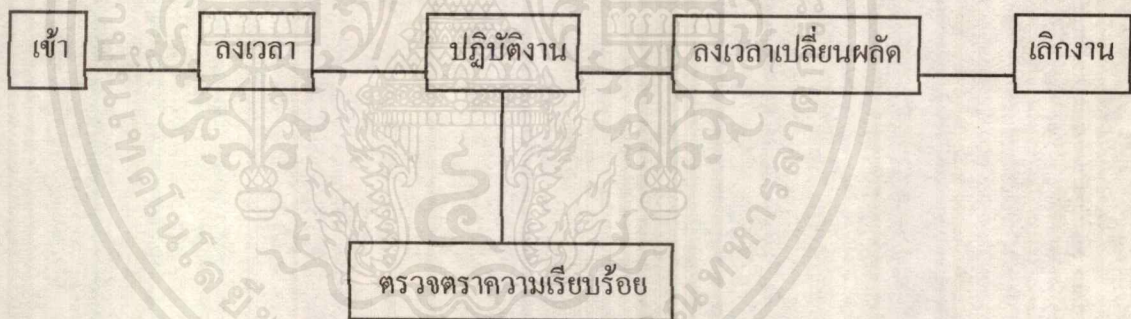 เข้า
ลงเวลา
ปฏิบัติงาน
ลงเวลาเปลี่ยนผลัด
เลิกงาน
ตรวจตราความเรียบร้อย